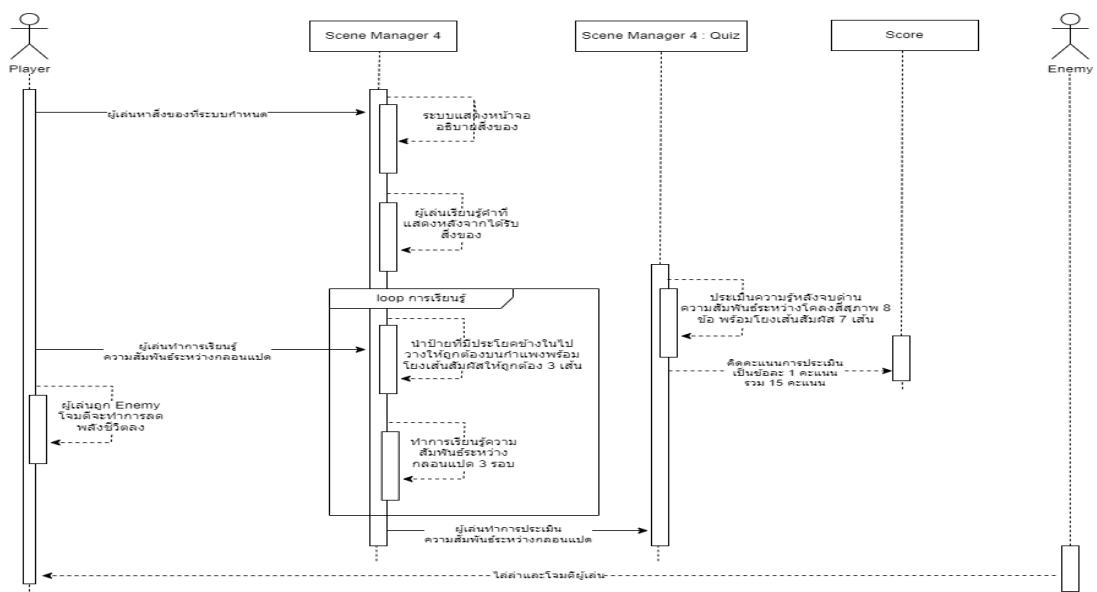 Player
Scene Manager 4
Scene Manager 4 : Quiz
Score
Enemy
ผู้เล่นหาสิ่งของที่ระบบกำหนด
ระบบแสดงหน้าจอ
อธิบายสิ่งของ
ผู้เล่นเรียนรู้คำที่
แสดงหลังจากได้รับ
สิ่งของ
loop การเรียนรู้
ผู้เล่นทำการเรียนรู้
ความสัมพันธ์ระหว่างกลอนแปด
นำป้ายที่มีประโยคข้างในไป
วางให้ถูกต้องบนกำแพงพร้อม
โยงเส้นสัมผัสให้ถูกต้อง 3 เส้น
ประเมินความรู้หลังจบด่าน
ความสัมพันธ์ระหว่างโคลงสี่สุภาพ 8
ข้อ พร้อมโยงเส้นสัมผัส 7 เส้น
คิดคะแนนการประเมิน
เป็นข้อละ 1 คะแนน
รวม 15 คะแนน
ผู้เล่นถูก Enemy
โจมตีจะทำการลด
พลังชีวิตลง
ทำการเรียนรู้ความ
สัมพันธ์ระหว่าง
กลอนแปด 3 รอบ
ผู้เล่นทำการประเมิน
ความสัมพันธ์ระหว่างกลอนแปด
ไล่ล่าและโจมตีผู้เล่น